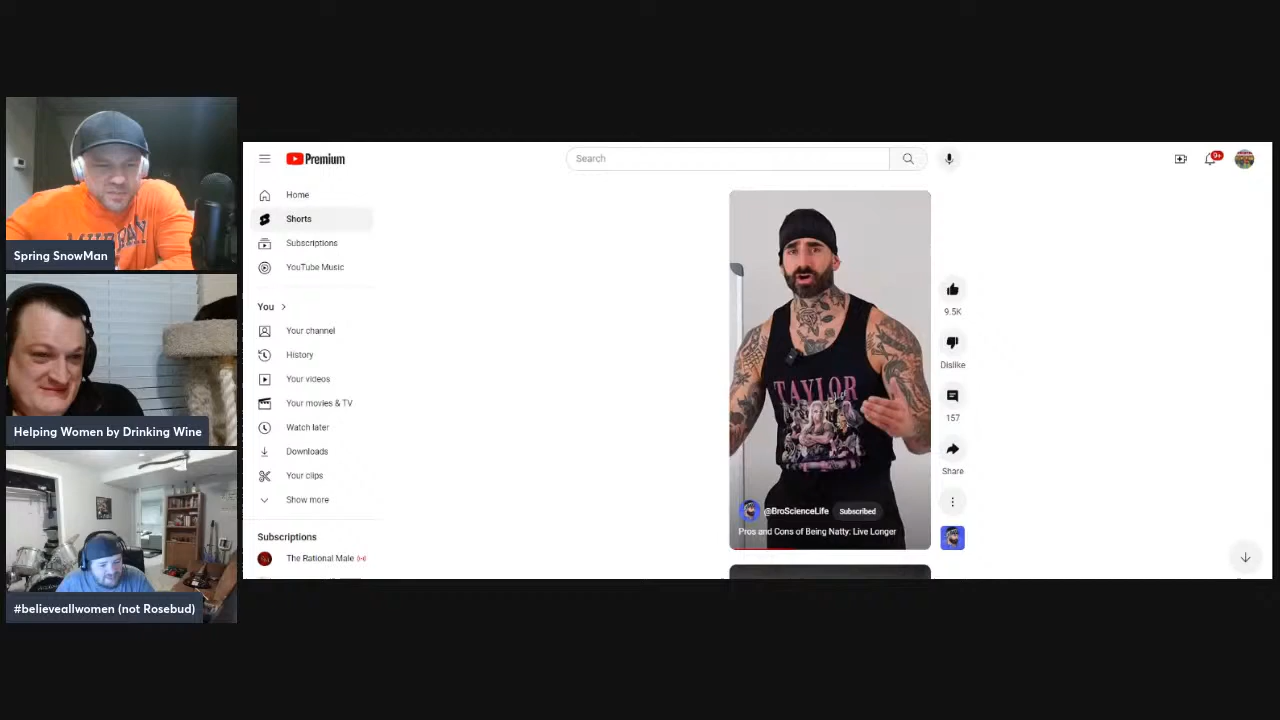 Spring SnowMan
Helping Women by Drinking Wine
#believeallwomen (not Rosebud)
Premium
Search
9+
Home
Shorts
Subscriptions
YouTube Music
You
Your channel
History
Your videos
Your movies & TV
Watch later
Downloads
Your clips
Show more
Subscriptions
The Rational Male
TAYLOR
@BroScienceLife
Subscribed
Pros and Cons of Being Natty: Live Longer
9.5K
Dislike
157
Share